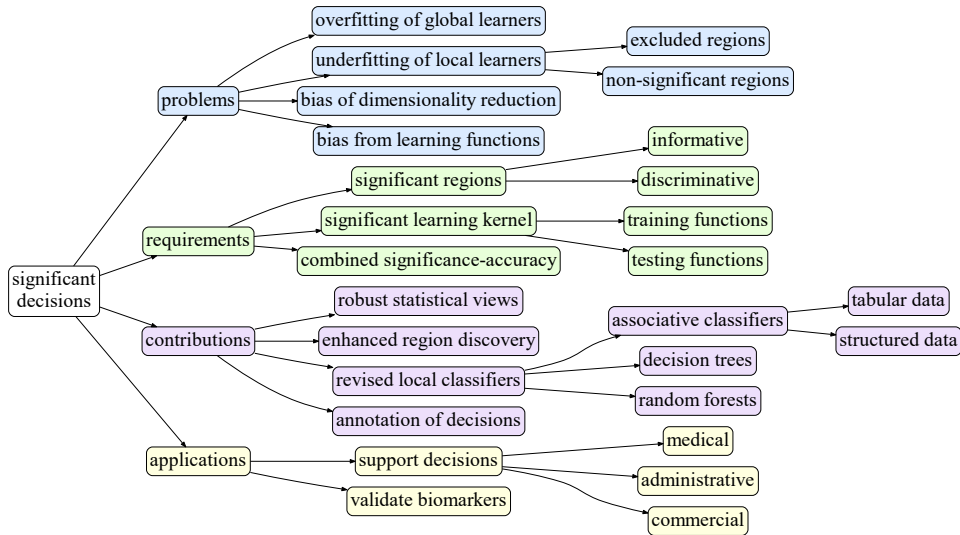 significant
decisions
problems
overfitting of global learners
underfitting of local learners
excluded regions
non-significant regions
bias of dimensionality reduction
bias from learning functions
requirements
significant regions
informative
discriminative
significant learning kernel
training functions
testing functions
combined significance-accuracy
contributions
robust statistical views
enhanced region discovery
revised local classifiers
associative classifiers
tabular data
structured data
decision trees
random forests
annotation of decisions
applications
support decisions
medical
administrative
commercial
validate biomarkers